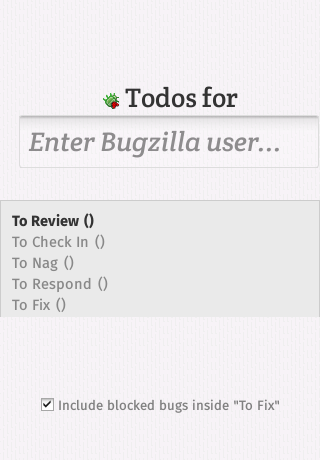 Todos for
Enter Bugzilla user...
To Review ()
To Check In ()
To Nag ()
To Respond ()
To Fix ()
Include blocked bugs inside "To Fix"